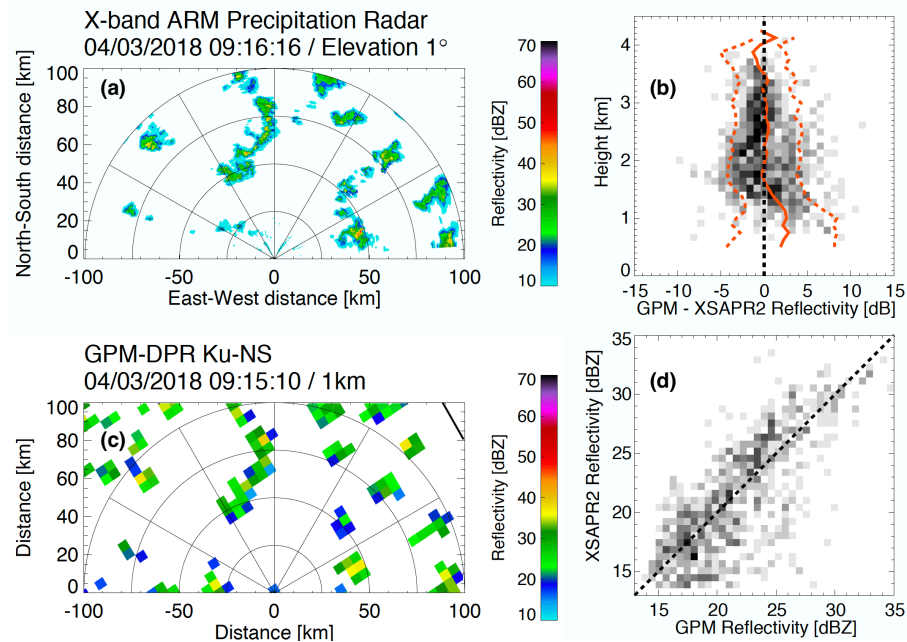 X-band ARM Precipitation Radar
04/03/2018 09:16:16 / Elevation 1°
(a)
North-South distance [km]
100
80
60
40
20
0
-100 -50 0 50 100
East-West distance [km]
Reflectivity [dBZ]
70
60
50
40
30
20
10
(b)
Height [km]
4
3
2
1
0
-15 -10 -5 0 5 10 15
GPM - XSAPR2 Reflectivity [dB]
GPM-DPR Ku-NS
04/03/2018 09:15:10 / 1km
(c)
Distance [km]
100
80
60
40
20
0
-100 -50 0 50 100
Distance [km]
Reflectivity [dBZ]
70
60
50
40
30
20
10
(d)
XSAPR2 Reflectivity [dBZ]
35
30
25
20
15
15 20 25 30 35
GPM Reflectivity [dBZ]